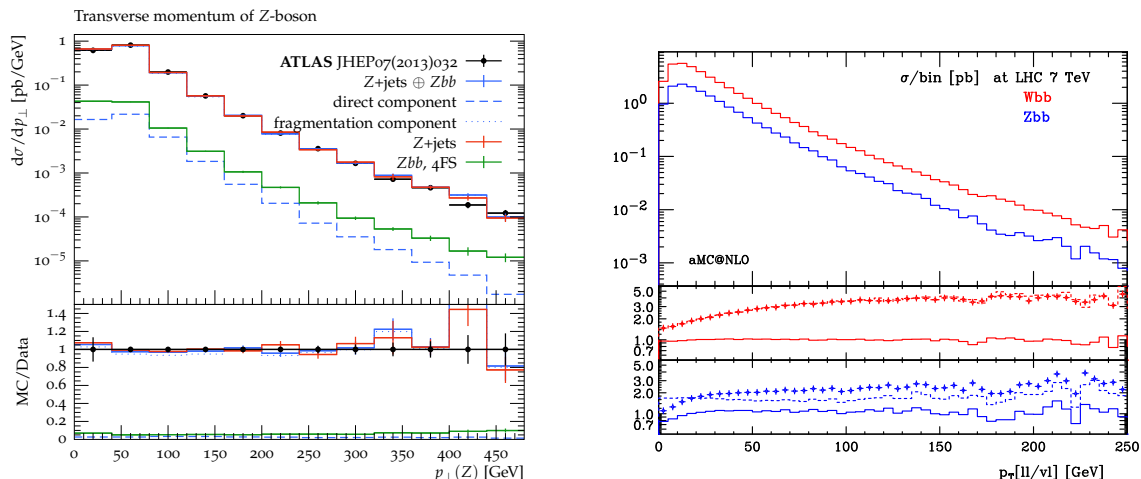 Transverse momentum of Z-boson
dσ/dp⊥ [pb/GeV]
1
10⁻¹
10⁻²
10⁻³
10⁻⁴
10⁻⁵
ATLAS JHEP07(2013)032
Z+jets ⊕ Zbb
direct component
fragmentation component
Z+jets
Zbb, 4FS
MC/Data
1.4
1.2
1
0.8
0.6
0.4
0.2
0
0 50 100 150 200 250 300 350 400 450
p⊥(Z) [GeV]
σ/bin [pb] at LHC 7 TeV
Wbb
Zbb
10⁰
10⁻¹
10⁻²
10⁻³
aMC@NLO
5.0
3.0
2.0
1.0
0.7
5.0
3.0
2.0
1.0
0.7
0 50 100 150 200 250
p_T[ll/vl] [GeV]